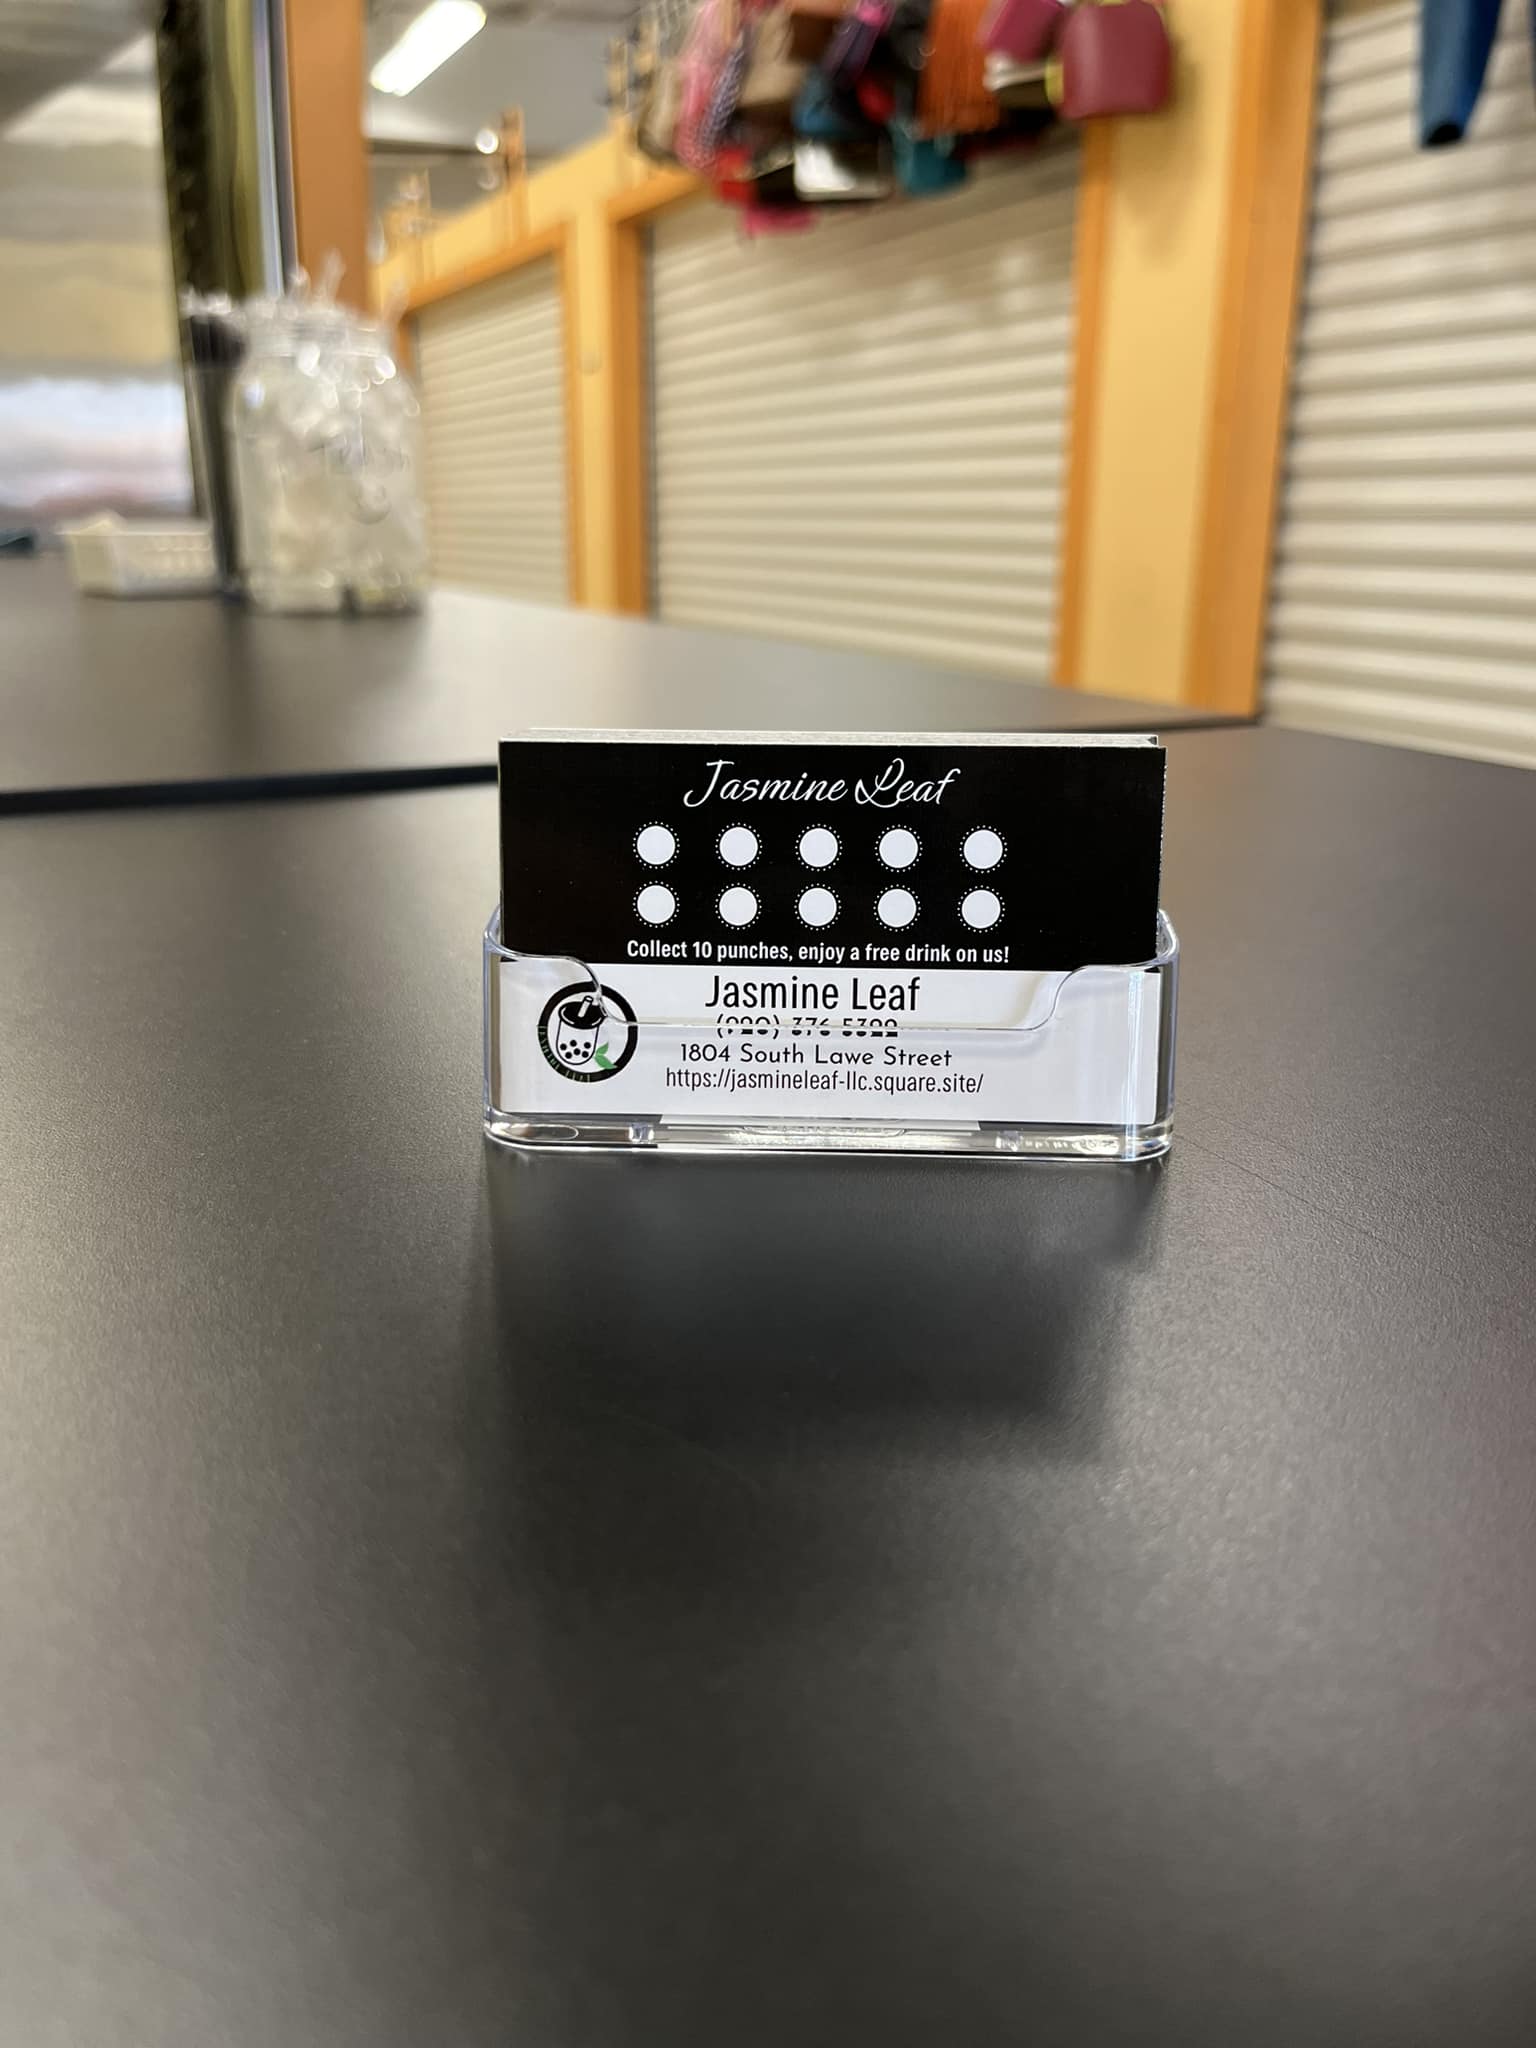 Jasmine Leaf
Collect 10 punches, enjoy a free drink on us!
Jasmine Leaf
1804 South Lawe Street
https://jasmineleaf-llc.square.site/